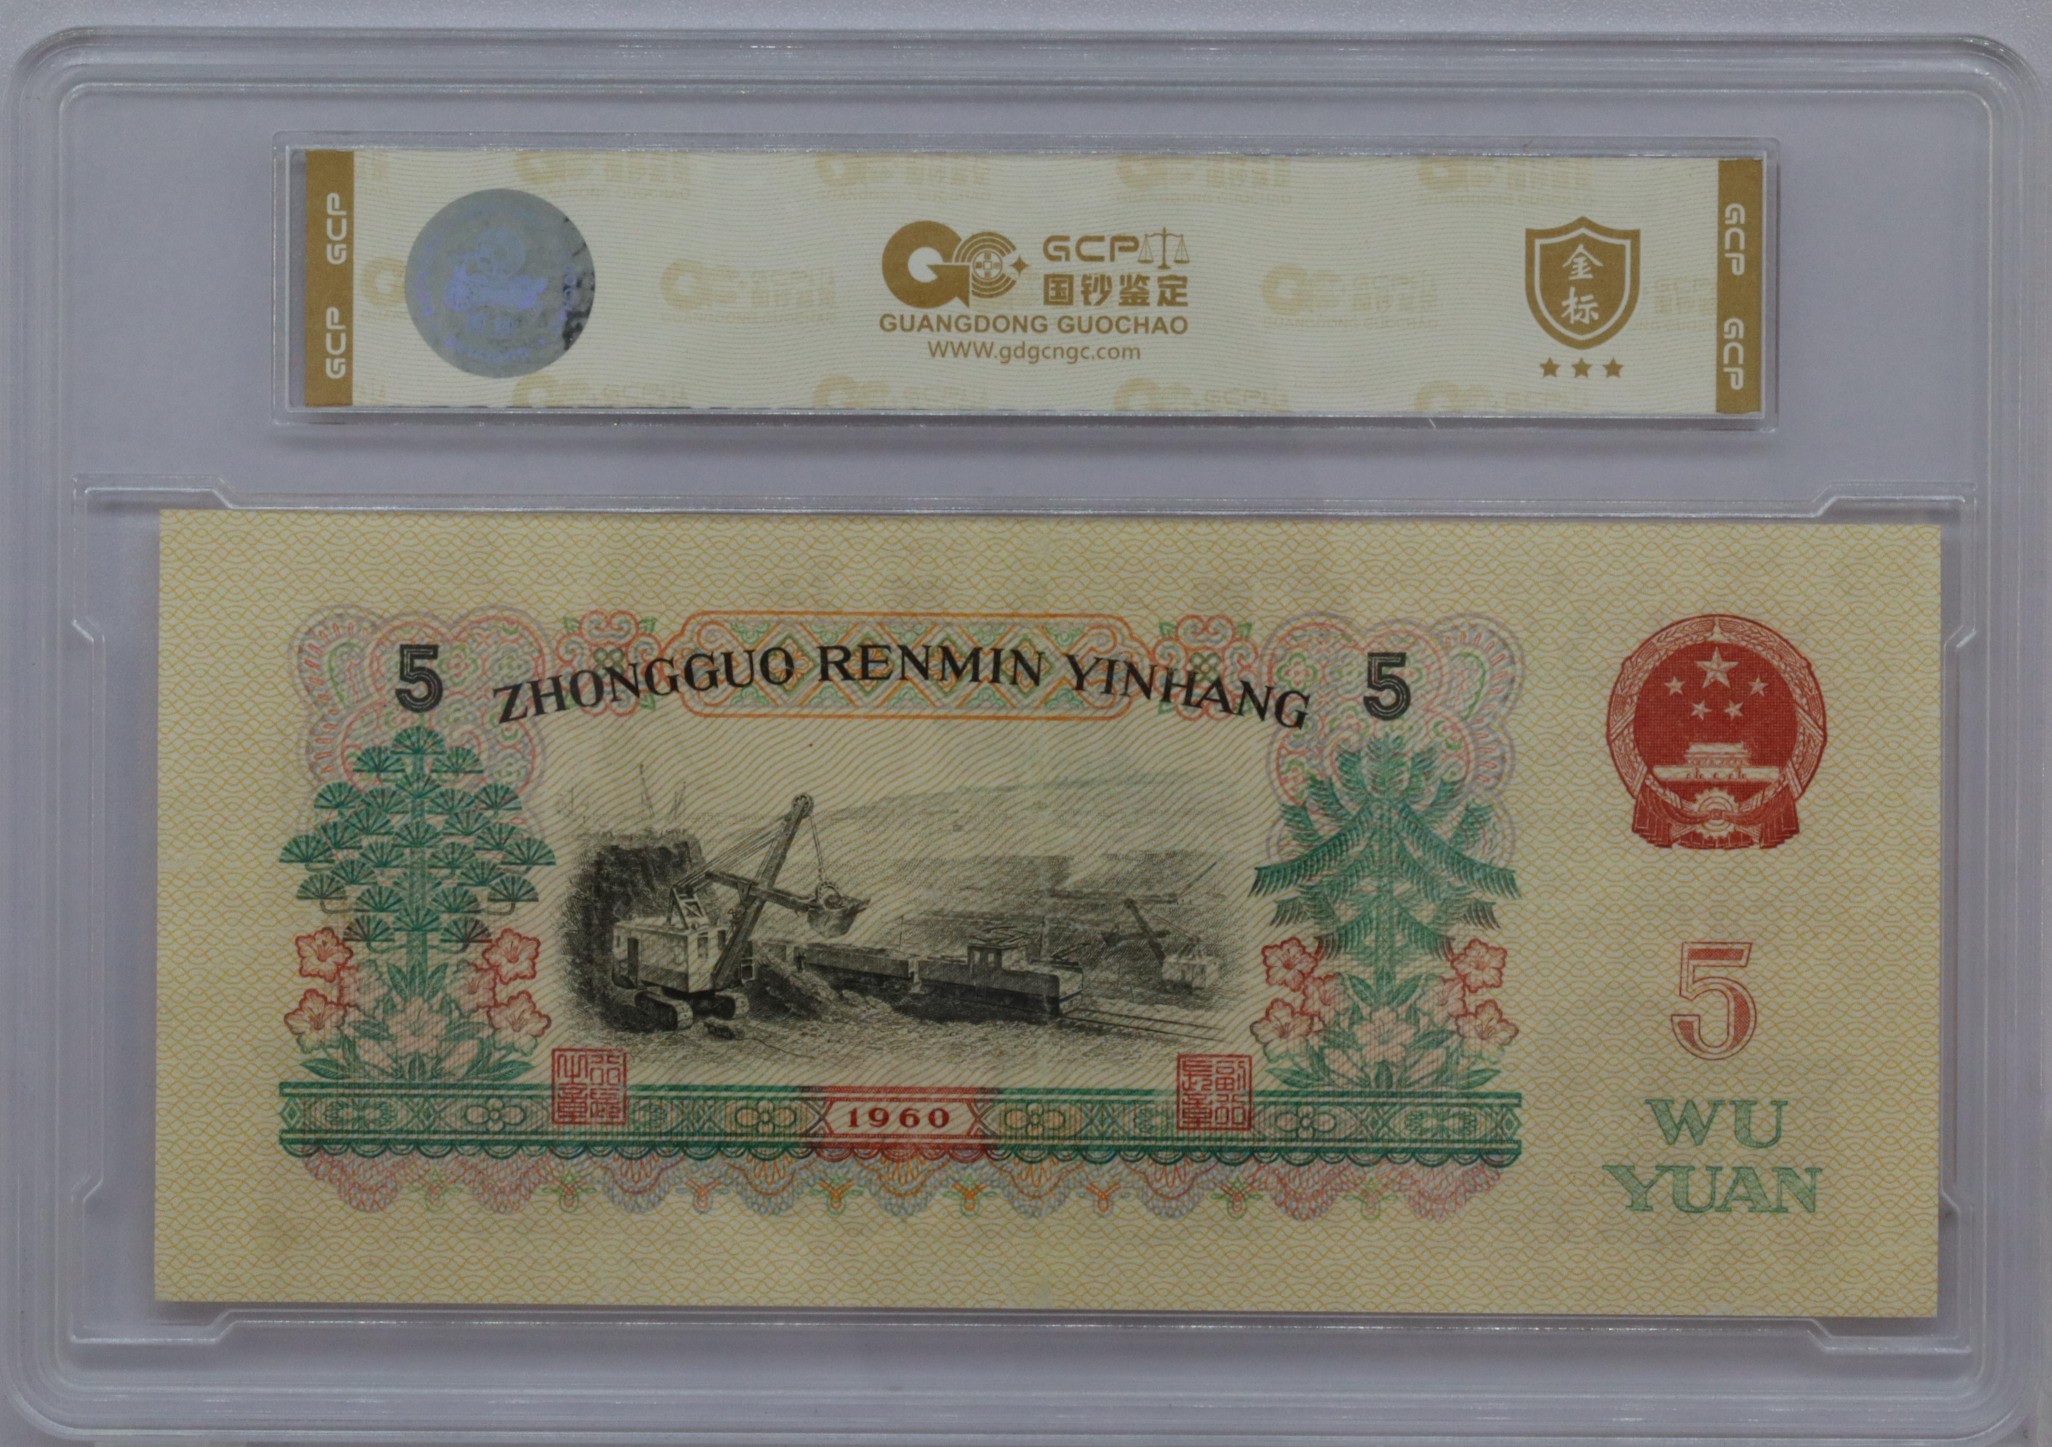 GCP GCP
GCP
国钞鉴定
GUANGDONG GUOCHAO
WWW.gdgcngc.com
金标
GCP GCP
5 ZHONGGUO RENMIN YINHANG 5
1960
5
WU
YUAN